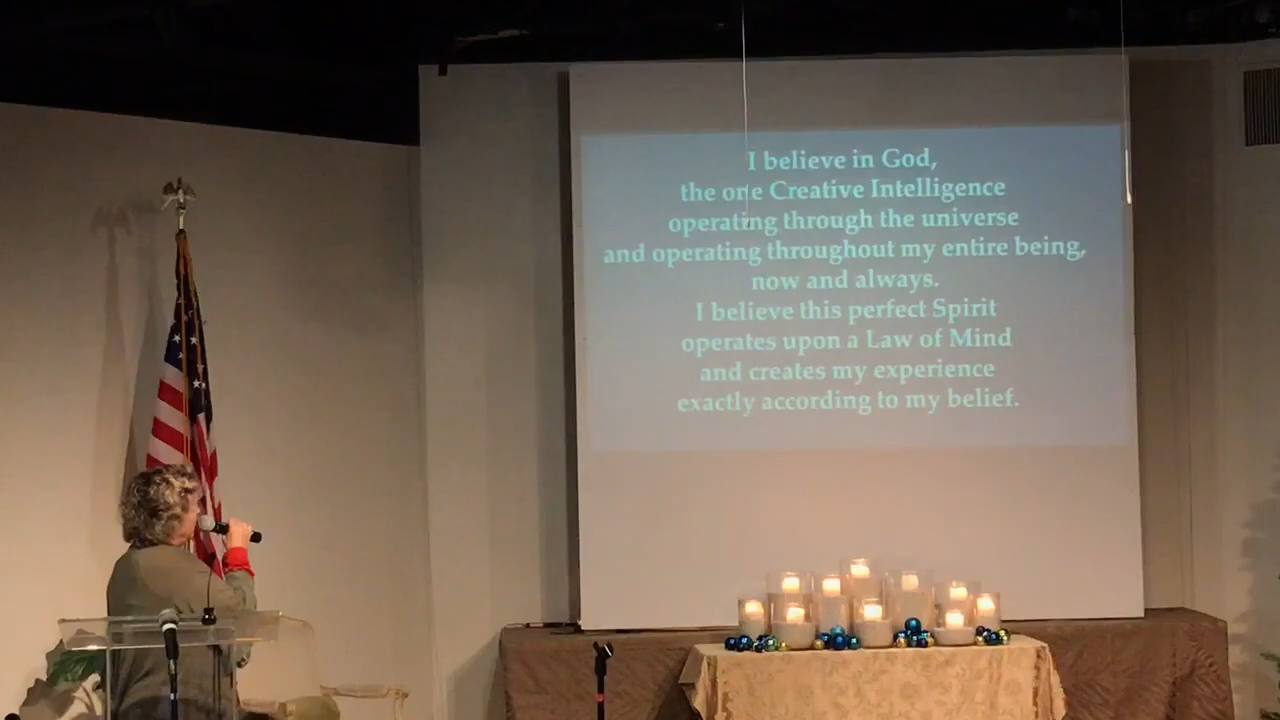 I believe in God,
the one Creative Intelligence
operating through the universe
and operating throughout my entire being,
now and always.
I believe this perfect Spirit
operates upon a Law of Mind
and creates my experience
exactly according to my belief.